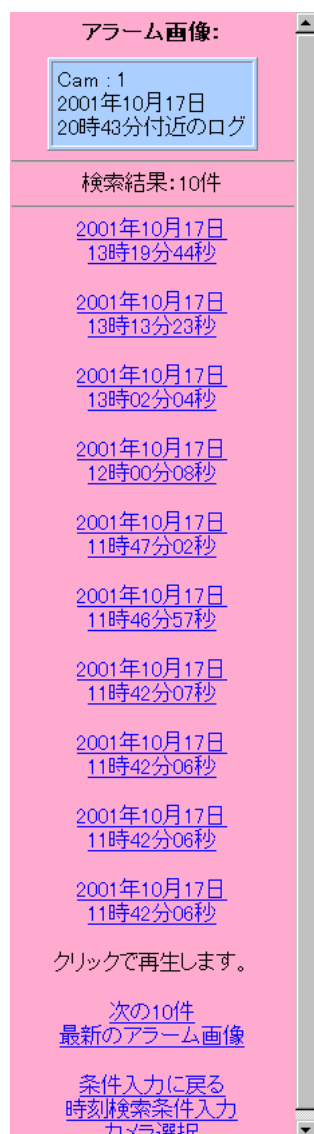 アラーム画像:
Cam : 1
2001年10月17日
20時43分付近のログ
検索結果:10件
2001年10月17日
13時19分44秒
2001年10月17日
13時13分23秒
2001年10月17日
13時02分04秒
2001年10月17日
12時00分08秒
2001年10月17日
11時47分02秒
2001年10月17日
11時46分57秒
2001年10月17日
11時42分07秒
2001年10月17日
11時42分06秒
2001年10月17日
11時42分06秒
2001年10月17日
11時42分06秒
クリックで再生します。
次の10件
最新のアラーム画像
条件入力に戻る
時刻検索条件入力
カメラ選択